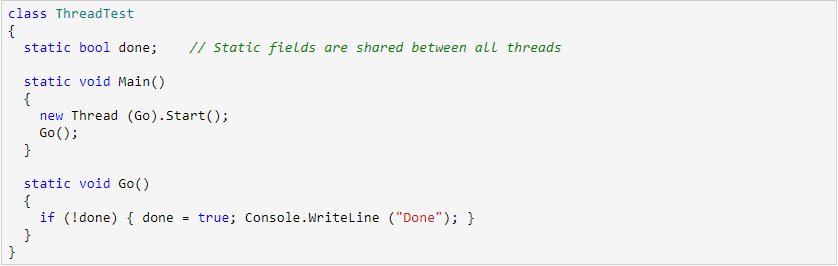 class ThreadTest
{
  static bool done;    // Static fields are shared between all threads

  static void Main()
  {
    new Thread (Go).Start();
    Go();
  }

  static void Go()
  {
    if (!done) { done = true; Console.WriteLine ("Done"); }
  }
}